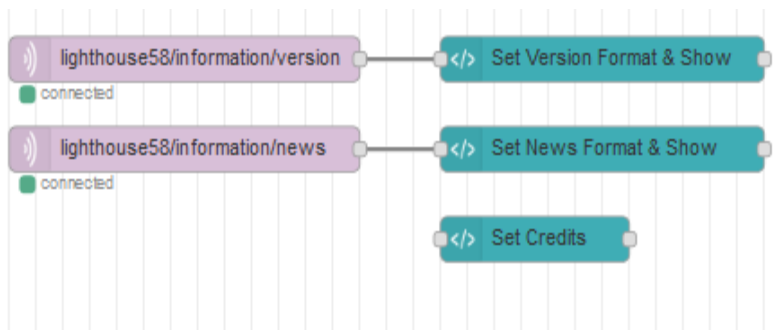 lighthouse58/information/version
</> Set Version Format & Show
connected
lighthouse58/information/news
</> Set News Format & Show
connected
</> Set Credits